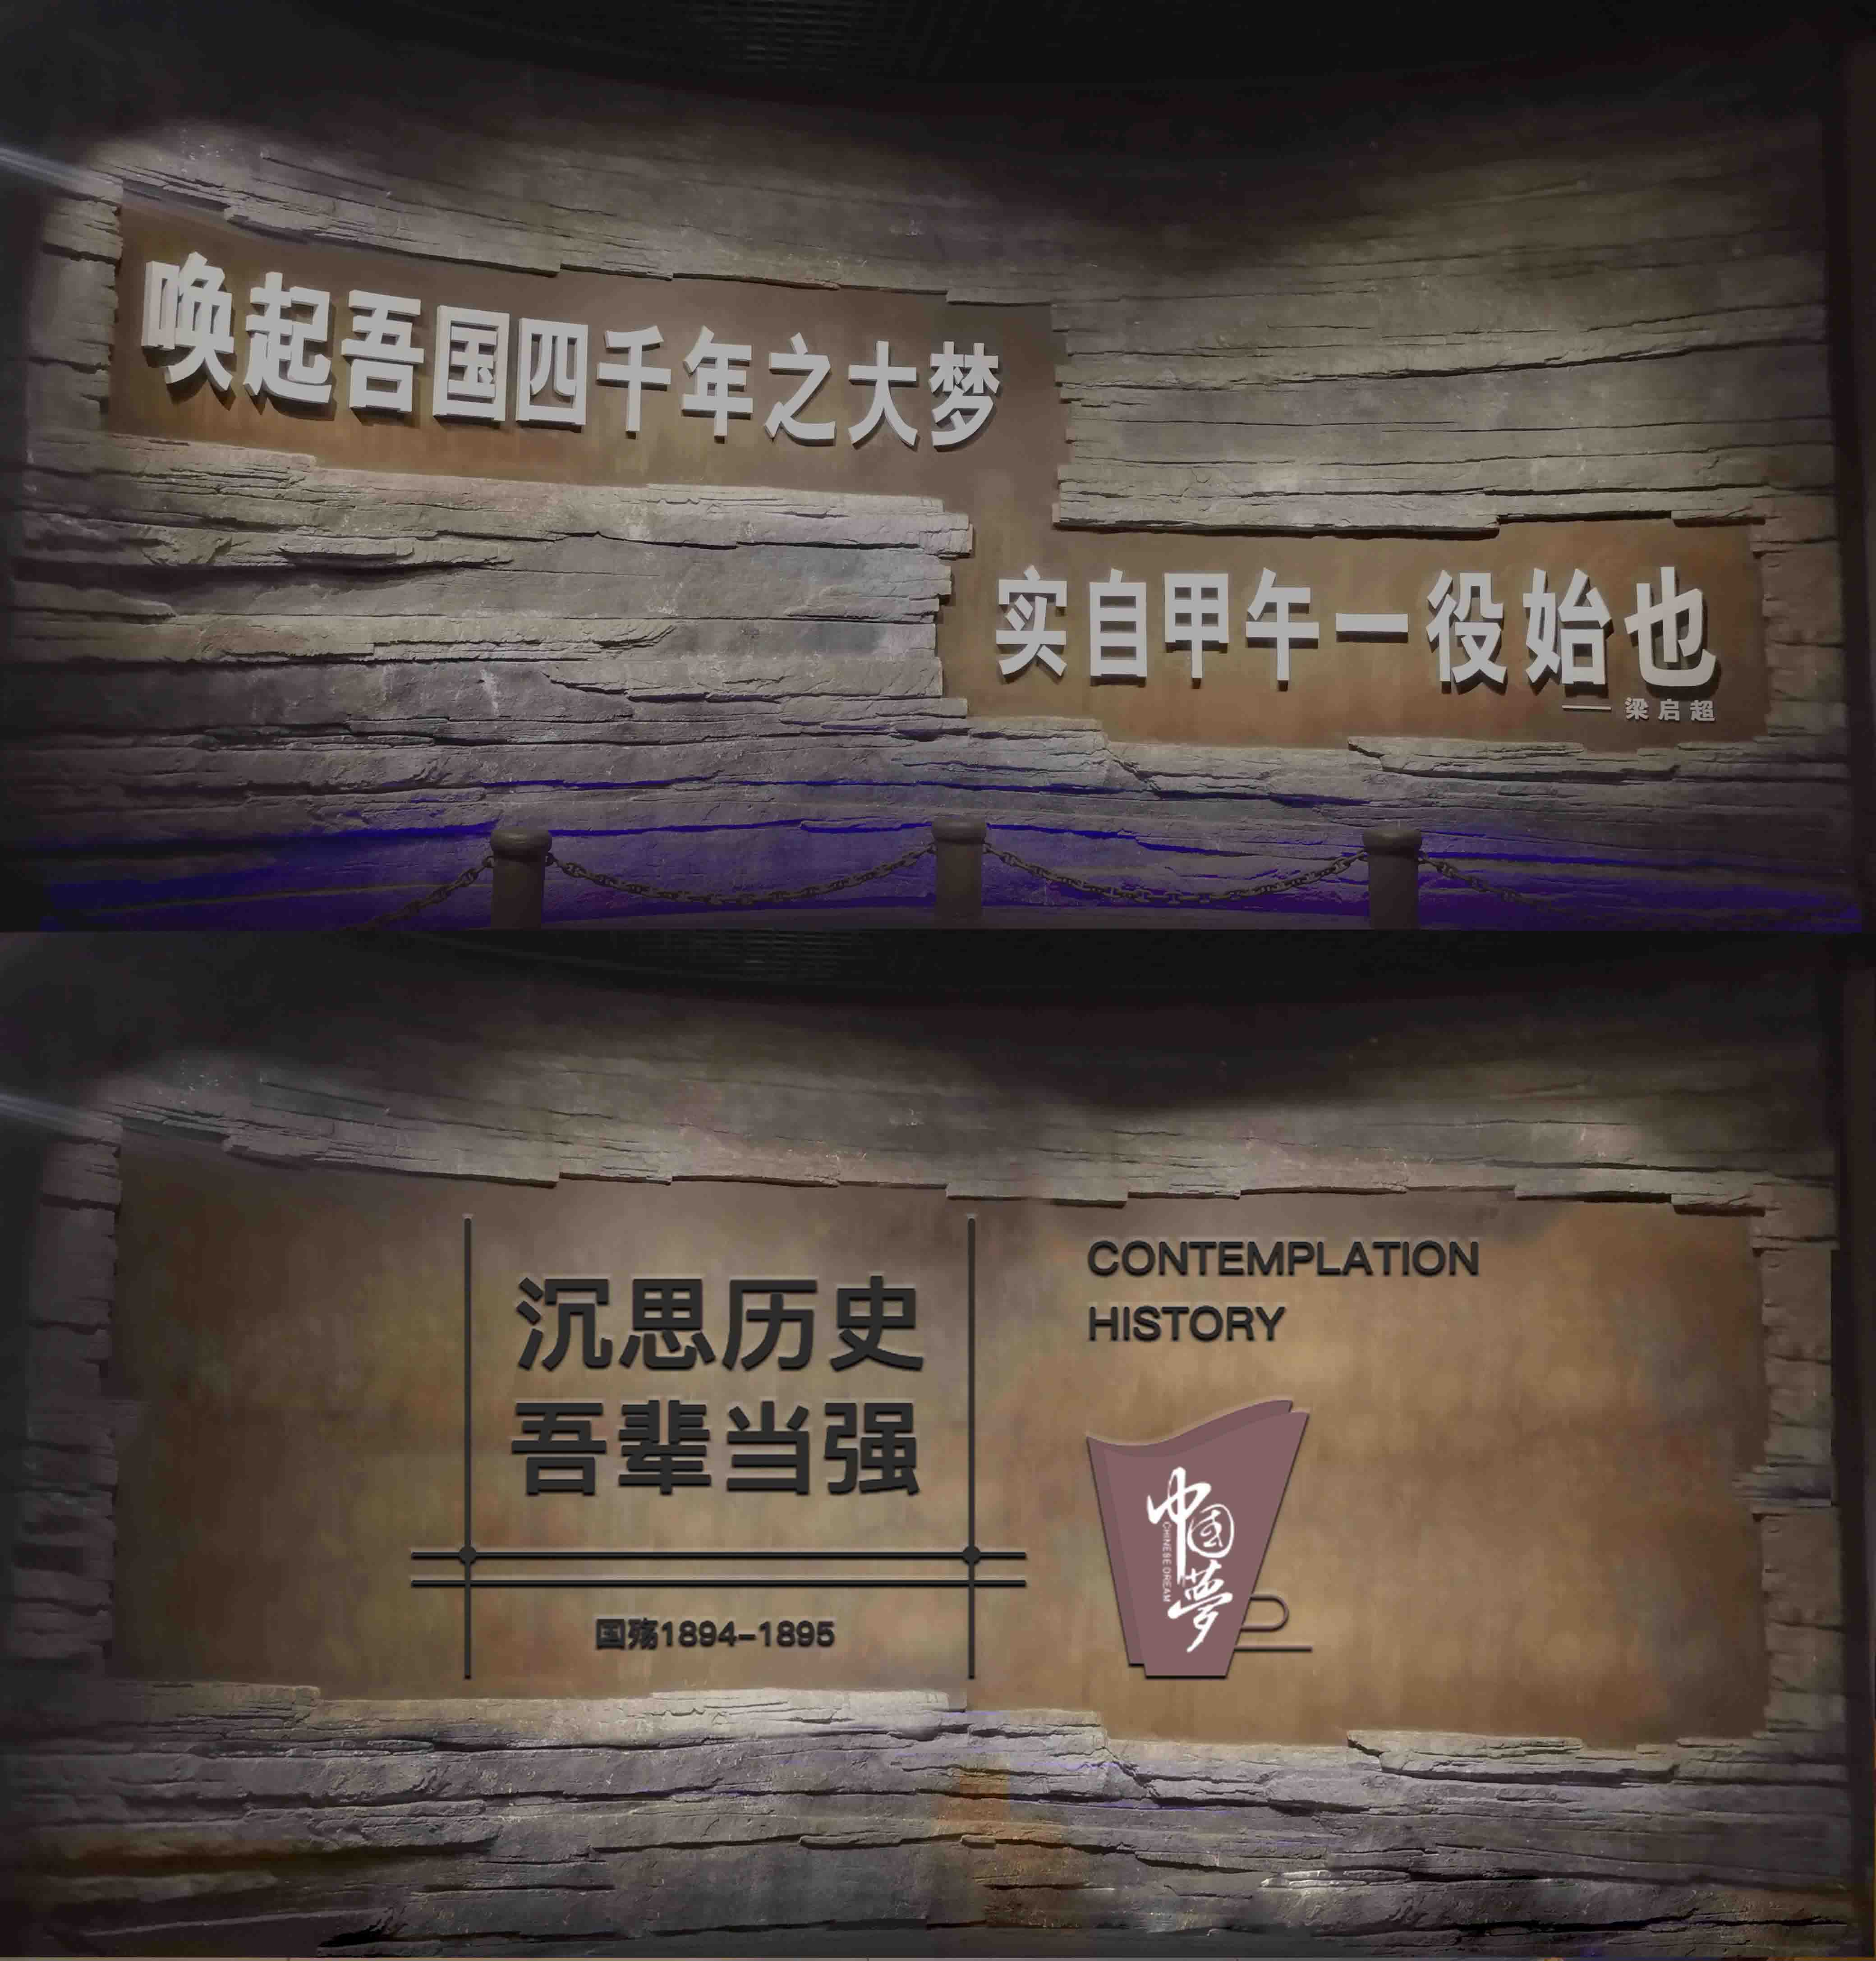 唤起吾国四千年之大梦
实自甲午一役始也
—— 梁启超
沉思历史
吾辈当强
国殇1894-1895
CONTEMPLATION
HISTORY
中國夢
CHINESE DREAM